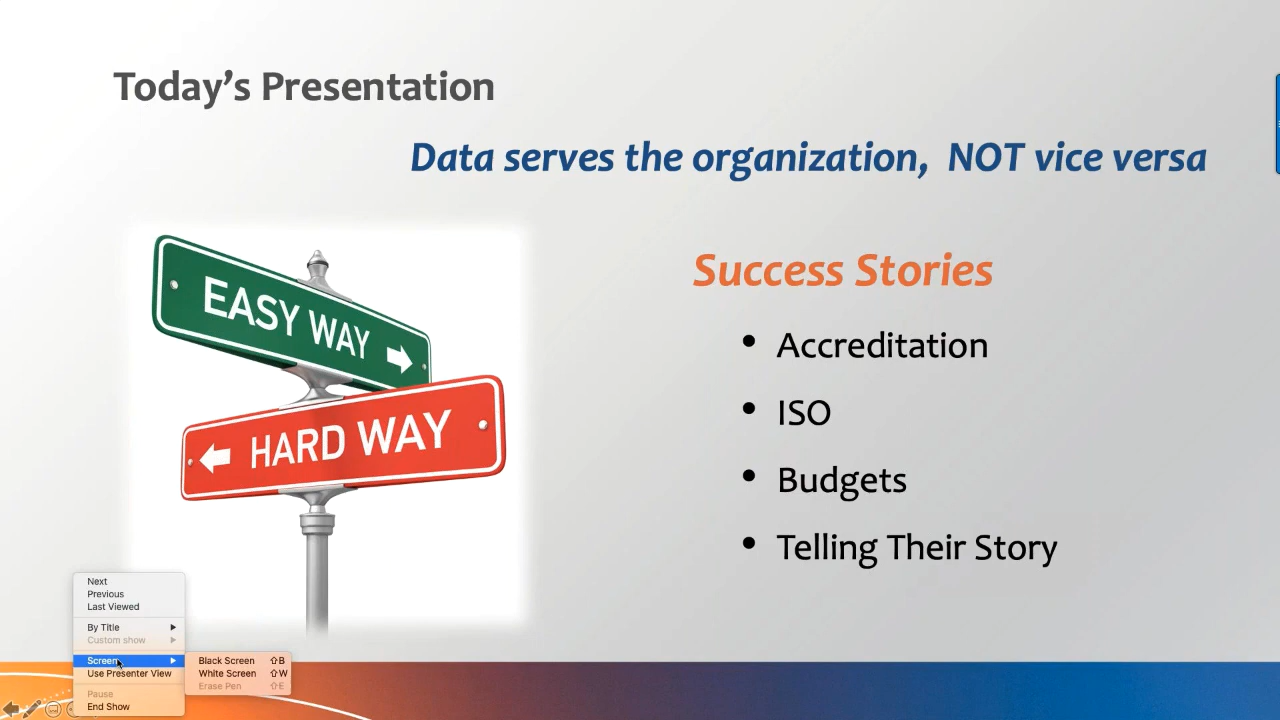 Today's Presentation
Data serves the organization, NOT vice versa
EASY WAY
HARD WAY
Success Stories
• Accreditation
• ISO
• Budgets
• Telling Their Story
Next
Previous
Last Viewed
By Title
Custom show
Screen
Use Presenter View
Pause
End Show
Black Screen ⇧B
White Screen ⇧W
Erase Pen ⇧E